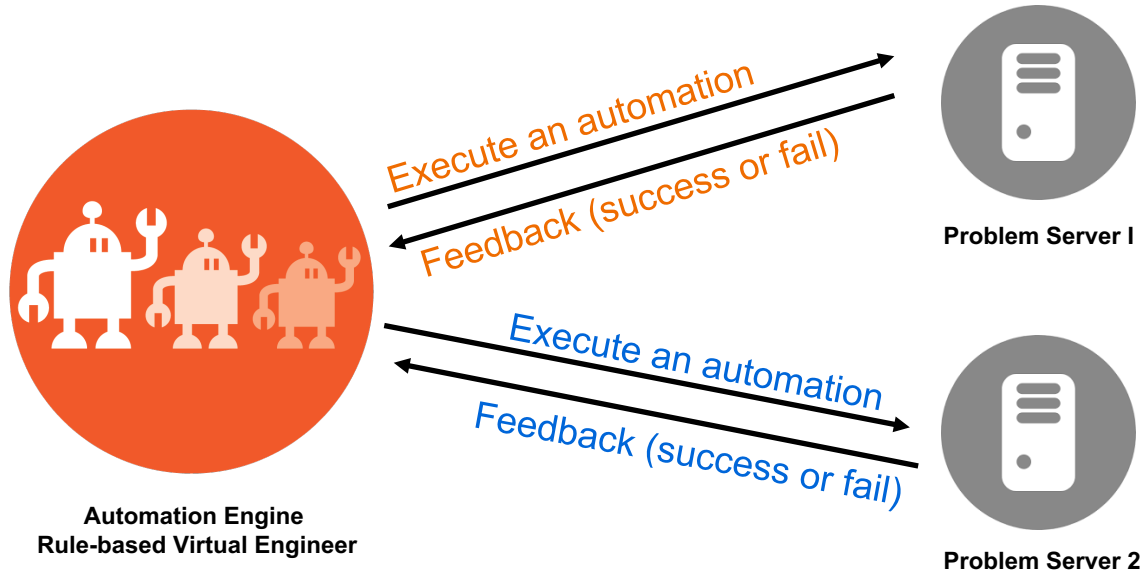 Execute an automation
Feedback (success or fail)
Problem Server I
Execute an automation
Feedback (success or fail)
Automation Engine
Rule-based Virtual Engineer
Problem Server 2